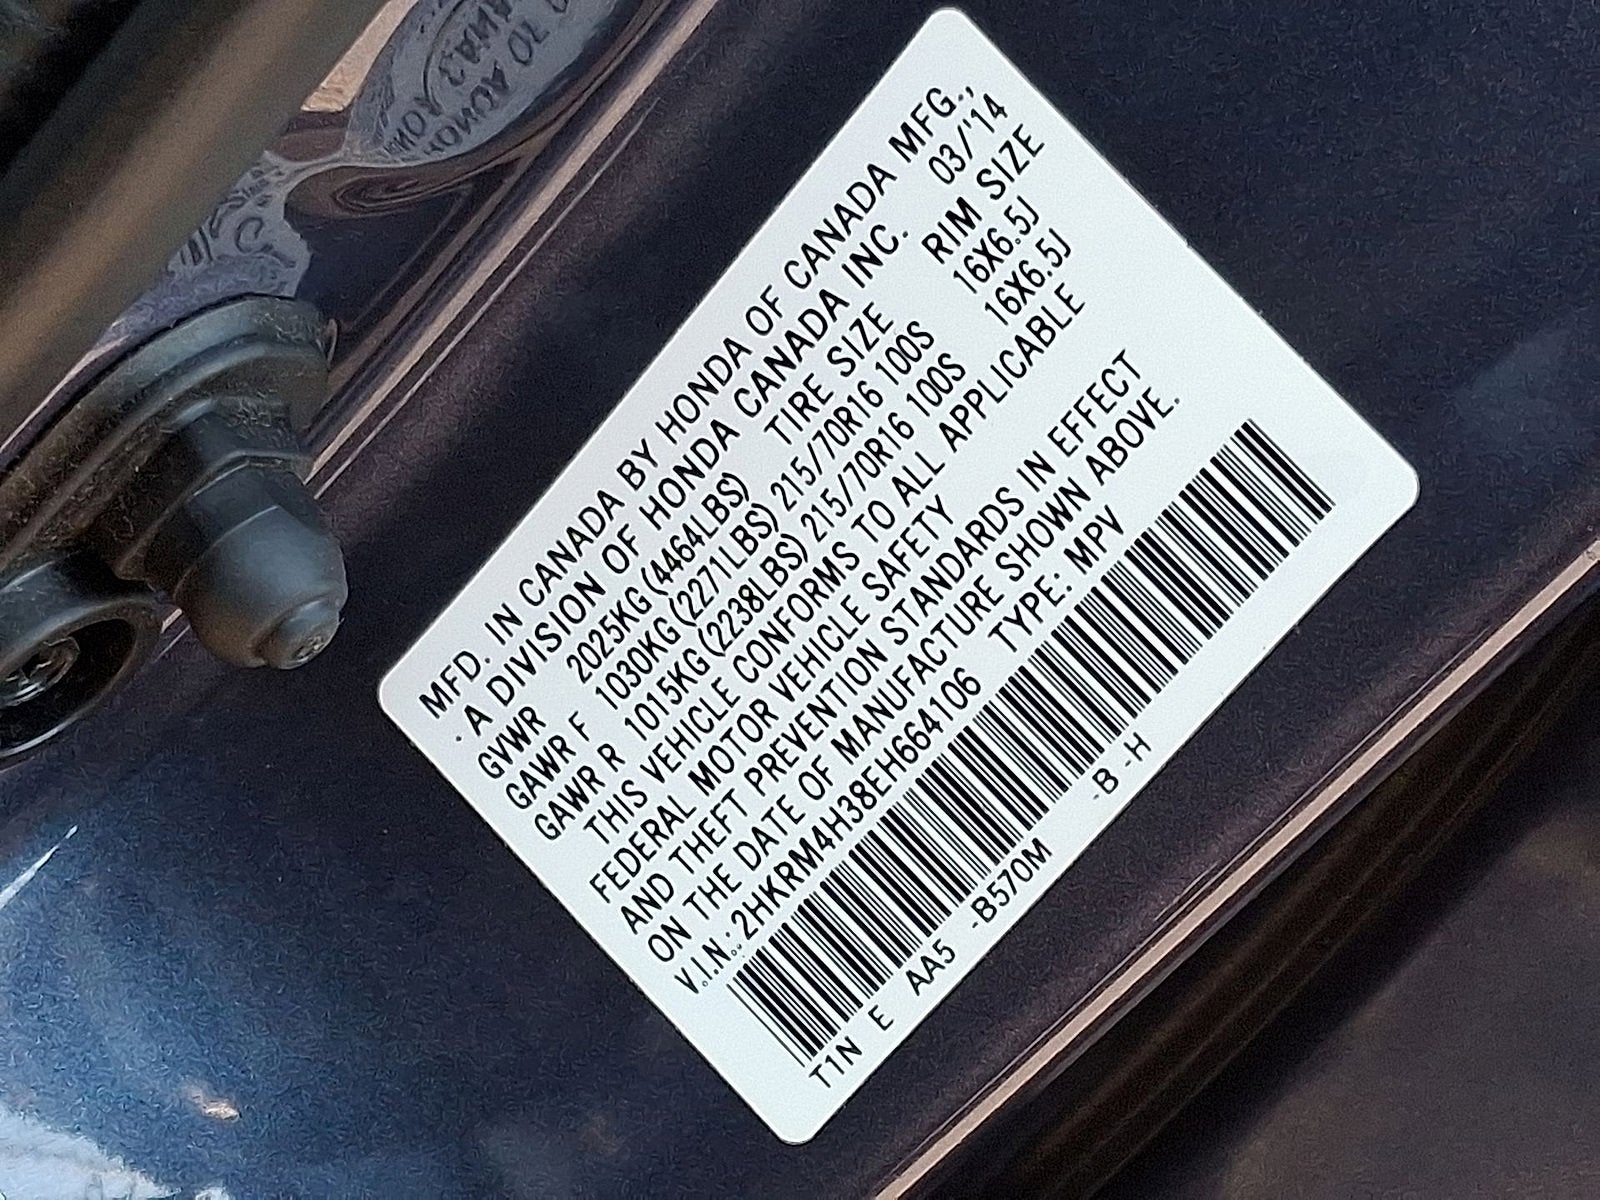 MFD. IN CANADA BY HONDA OF CANADA MFG.,
A DIVISION OF HONDA CANADA INC. 03/'14
GVWR 2025KG (4464LBS) TIRE SIZE RIM SIZE
GAWR F 1030KG (2271LBS) 215/70R16 100S 16X6.5J
GAWR R 1015KG (2238LBS) 215/70R16 100S 16X6.5J
THIS VEHICLE CONFORMS TO ALL APPLICABLE
FEDERAL MOTOR VEHICLE SAFETY
AND THEFT PREVENTION STANDARDS IN EFFECT
ON THE DATE OF MANUFACTURE SHOWN ABOVE.
V.I.N.: 2HKRM4H38EH664106 TYPE: MPV
T1N E AA5 -B570M -B -H